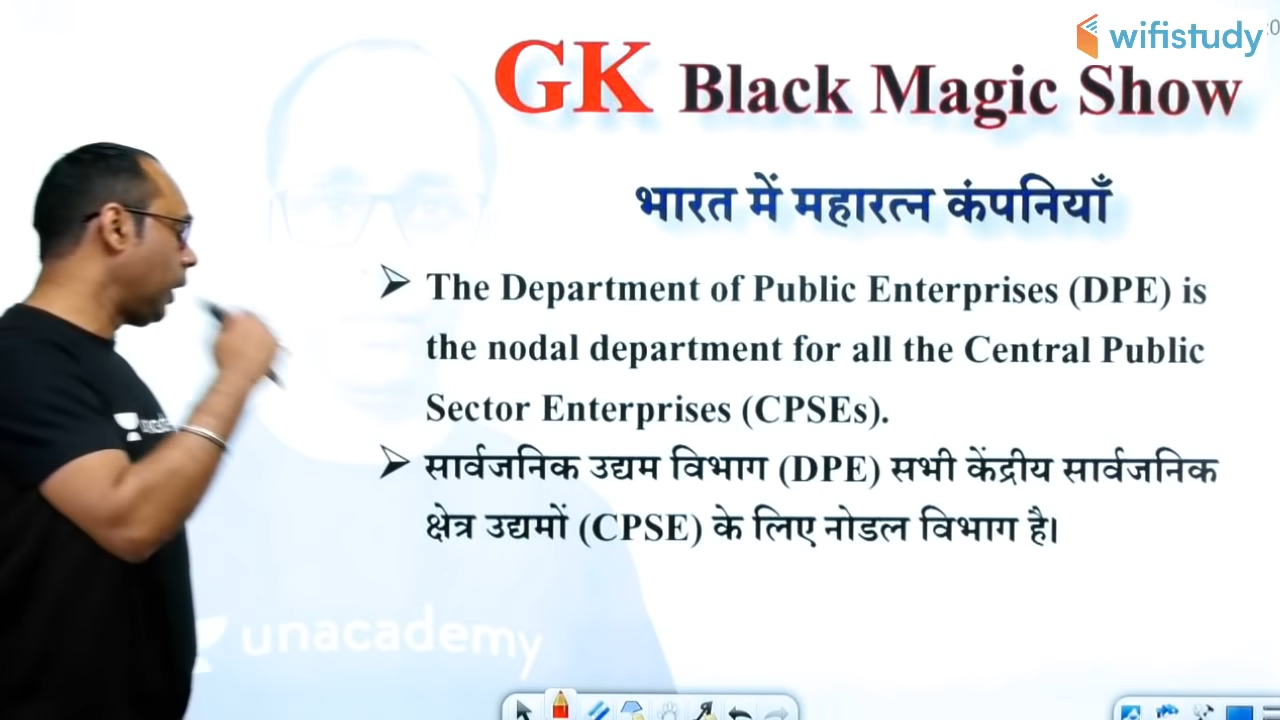 wifistudy
GK Black Magic Show
भारत में महारत्न कंपनियाँ
The Department of Public Enterprises (DPE) is
the nodal department for all the Central Public
Sector Enterprises (CPSEs).
सार्वजनिक उद्यम विभाग (DPE) सभी केंद्रीय सार्वजनिक
क्षेत्र उद्यमों (CPSE) के लिए नोडल विभाग है।
unacademy